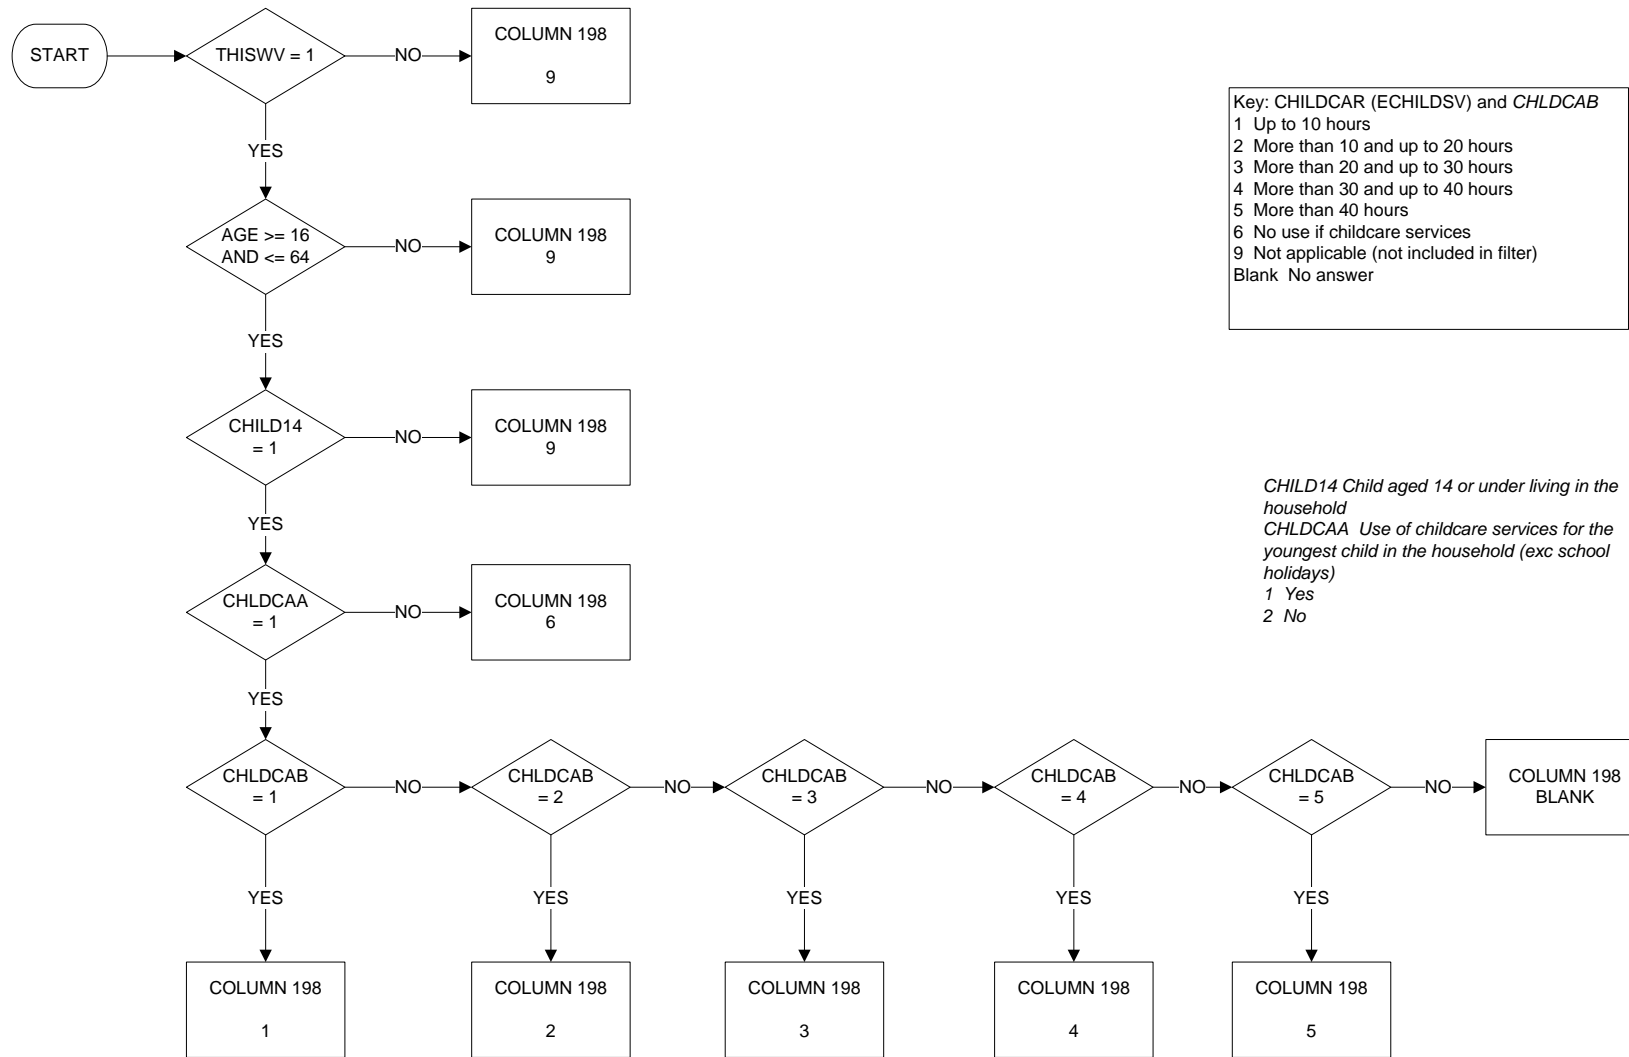 START
THISWV = 1
NO
COLUMN 198
9
YES
AGE >= 16
AND <= 64
NO
COLUMN 198
9
YES
CHILD14
= 1
NO
COLUMN 198
9
YES
CHLDCAA
= 1
NO
COLUMN 198
6
YES
CHLDCAB
= 1
NO
CHLDCAB
= 2
NO
CHLDCAB
= 3
NO
CHLDCAB
= 4
NO
CHLDCAB
= 5
NO
COLUMN 198
BLANK
YES
YES
YES
YES
YES
COLUMN 198
1
COLUMN 198
2
COLUMN 198
3
COLUMN 198
4
COLUMN 198
5
Key: CHILDCAR (ECHILDSV) and CHLDCAB
1 Up to 10 hours
2 More than 10 and up to 20 hours
3 More than 20 and up to 30 hours
4 More than 30 and up to 40 hours
5 More than 40 hours
6 No use if childcare services
9 Not applicable (not included in filter)
Blank No answer
CHILD14 Child aged 14 or under living in the
household
CHLDCAA Use of childcare services for the
youngest child in the household (exc school
holidays)
1 Yes
2 No